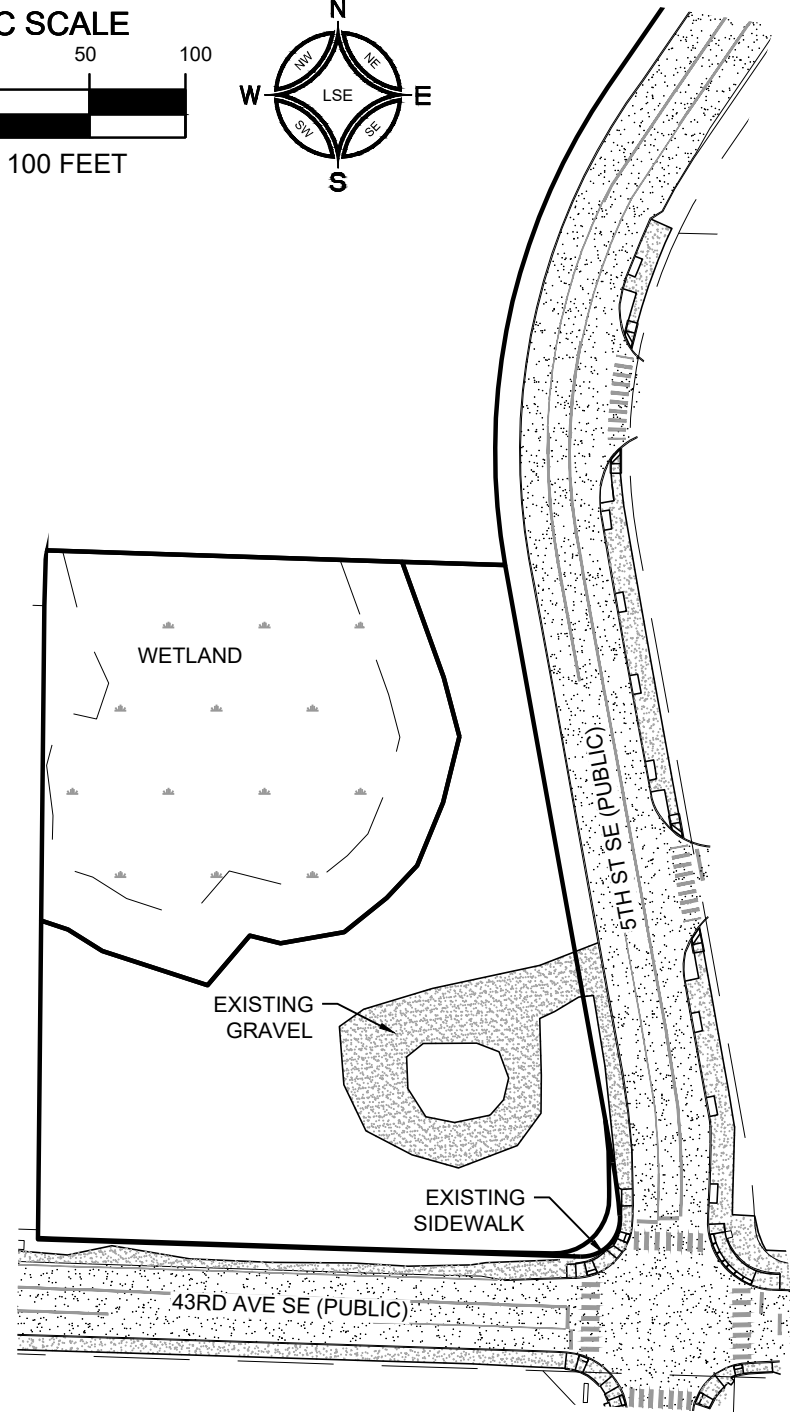 C SCALE
50 100
100 FEET
N
NW NE
W LSE E
SW SE
S
WETLAND
5TH ST SE (PUBLIC)
EXISTING
GRAVEL
EXISTING
SIDEWALK
43RD AVE SE (PUBLIC)